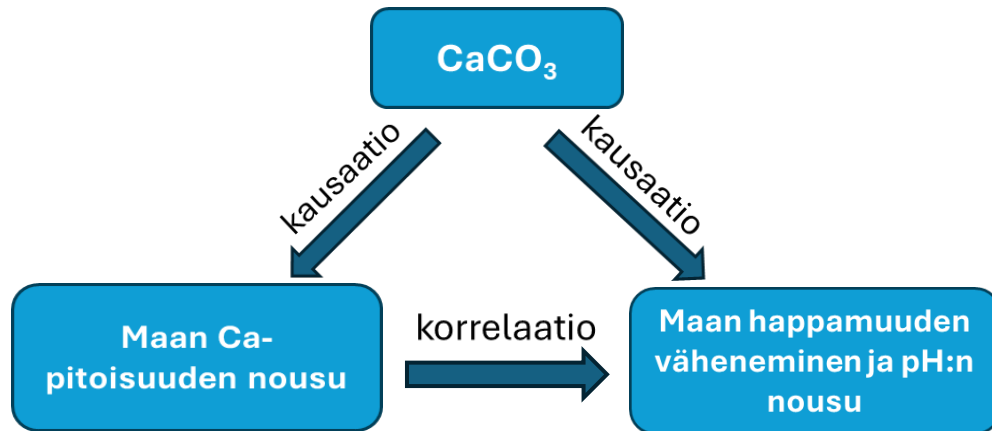 CaCO₃
kausaatio
kausaatio
Maan Ca-
pitoisuuden nousu
korrelaatio
Maan happamuuden
väheneminen ja pH:n
nousu